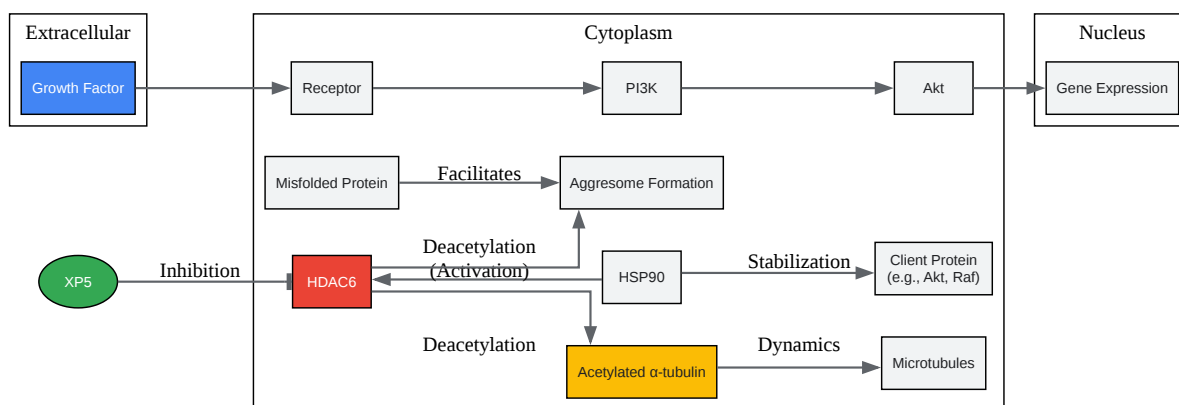 Extracellular
Cytoplasm
Nucleus
Growth Factor
Receptor
PI3K
Akt
Gene Expression
Misfolded Protein
Facilitates
Aggresome Formation
XP5
Inhibition
HDAC6
Deacetylation
(Activation)
HSP90
Stabilization
Client Protein
(e.g., Akt, Raf)
Deacetylation
Acetylated α-tubulin
Dynamics
Microtubules